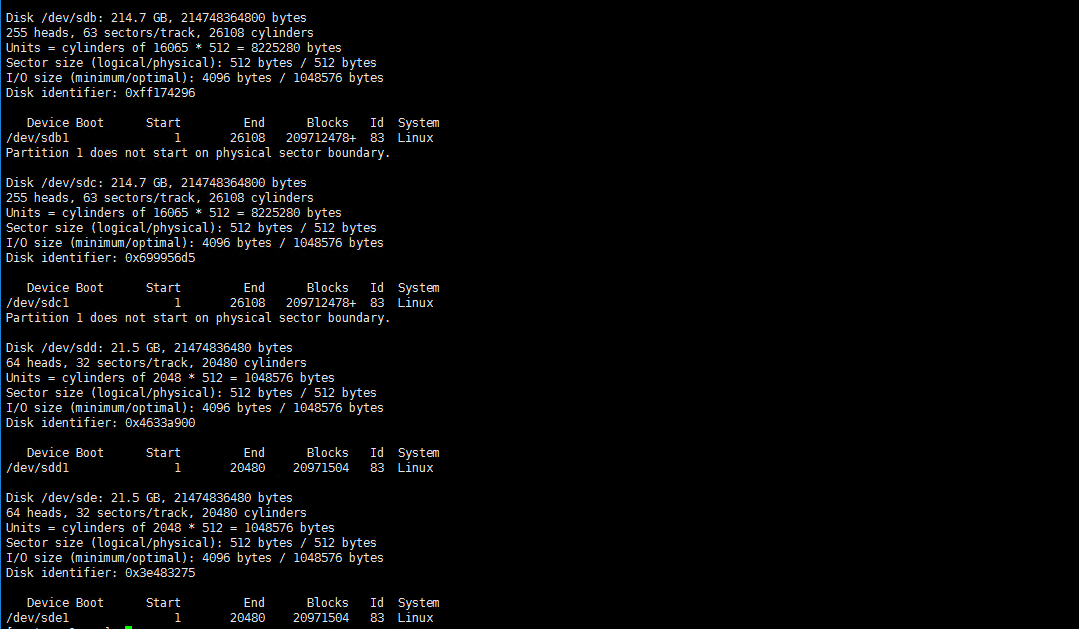 Disk /dev/sdb: 214.7 GB, 214748364800 bytes
255 heads, 63 sectors/track, 26108 cylinders
Units = cylinders of 16065 * 512 = 8225280 bytes
Sector size (logical/physical): 512 bytes / 512 bytes
I/O size (minimum/optimal): 4096 bytes / 1048576 bytes
Disk identifier: 0xff174296
Device Boot Start End Blocks Id System
/dev/sdb1 1 26108 209712478+ 83 Linux
Partition 1 does not start on physical sector boundary.
Disk /dev/sdc: 214.7 GB, 214748364800 bytes
255 heads, 63 sectors/track, 26108 cylinders
Units = cylinders of 16065 * 512 = 8225280 bytes
Sector size (logical/physical): 512 bytes / 512 bytes
I/O size (minimum/optimal): 4096 bytes / 1048576 bytes
Disk identifier: 0x699956d5
Device Boot Start End Blocks Id System
/dev/sdc1 1 26108 209712478+ 83 Linux
Partition 1 does not start on physical sector boundary.
Disk /dev/sdd: 21.5 GB, 21474836480 bytes
64 heads, 32 sectors/track, 20480 cylinders
Units = cylinders of 2048 * 512 = 1048576 bytes
Sector size (logical/physical): 512 bytes / 512 bytes
I/O size (minimum/optimal): 4096 bytes / 1048576 bytes
Disk identifier: 0x4633a900
Device Boot Start End Blocks Id System
/dev/sdd1 1 20480 20971504 83 Linux
Disk /dev/sde: 21.5 GB, 21474836480 bytes
64 heads, 32 sectors/track, 20480 cylinders
Units = cylinders of 2048 * 512 = 1048576 bytes
Sector size (logical/physical): 512 bytes / 512 bytes
I/O size (minimum/optimal): 4096 bytes / 1048576 bytes
Disk identifier: 0x3e483275
Device Boot Start End Blocks Id System
/dev/sde1 1 20480 20971504 83 Linux